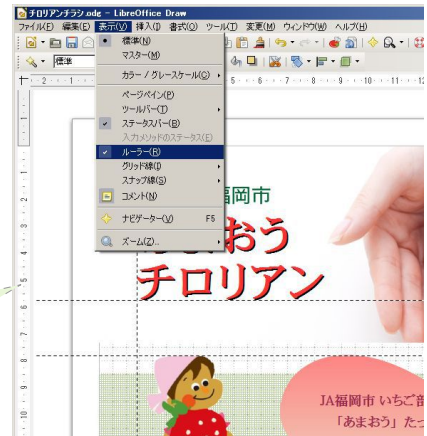 チロリアンチラシ.odg - LibreOffice Draw
ファイル(F) 編集(E) 表示(V) 挿入(I) 書式(O) ツール(T) 変更(M) ウィンドウ(W) ヘルプ(H)
標準(N)
マスター(M)
カラー / グレースケール(C)
ページペイン(P)
ツールバー(T)
ステータスバー(B)
入力メソッドのステータス(E)
ルーラー(R)
グリッド線(I)
スナップ線(S)
コメント(N)
ナビゲーター(V) F5
ズーム(Z)...
標準
福岡市
おう
チロリアン
JA福岡市 いちご部
「あまおう」たっ